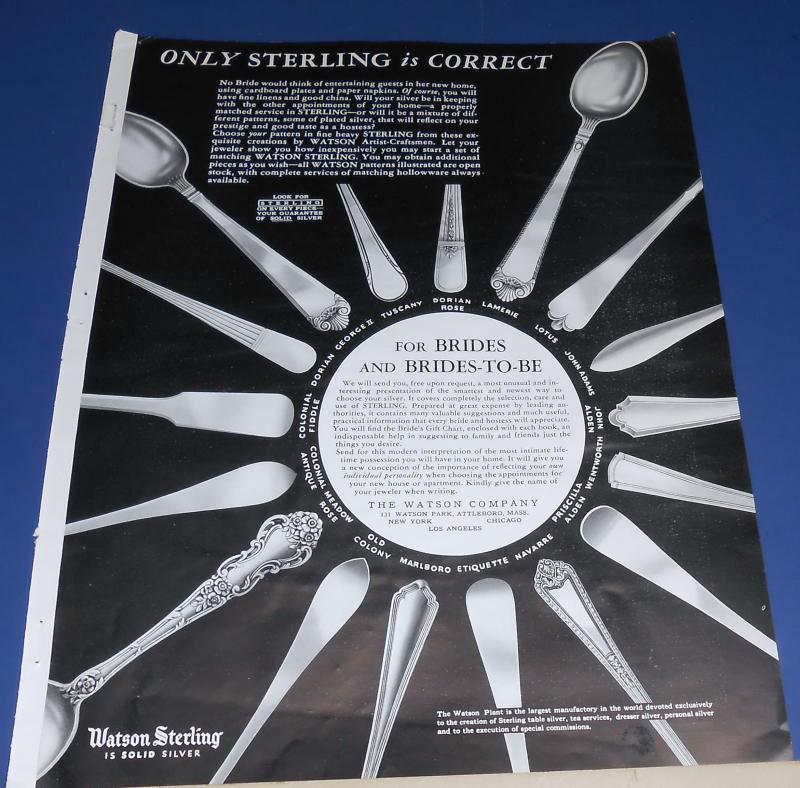 ONLY STERLING is CORRECT
No Bride would think of entertaining guests in her new home,
using cardboard plates and paper napkins. Of course, you will
have fine linens and good china. Will your silver be in keeping
with the other appointments of your home—a properly
matched service in STERLING—or will it be a mixture of dif-
ferent patterns, some of plated silver, that will reflect on your
prestige and good taste as a hostess?
Choose your pattern in fine heavy STERLING from these ex-
quisite creations by WATSON Artist-Craftsmen. Let your
jeweler show you how inexpensively you may start a set of
matching WATSON STERLING. You may obtain additional
pieces as you wish—all WATSON patterns illustrated are open
stock, with complete services of matching hollowware always
available.
LOOK FOR
STERLING
ON EVERY PIECE—
YOUR GUARANTEE
OF SOLID SILVER
COLONIAL FIDDLE
DORIAN
GEORGE II
TUSCANY
DORIAN ROSE
LAMERIE
LOTUS
JOHN ADAMS
JOHN ALDEN
WENTWORTH
PRISCILLA ALDEN
NAVARRE
ETIQUETTE
MARLBORO
OLD COLONY
MEADOW ROSE
COLONIAL ANTIQUE
FOR BRIDES
AND BRIDES-TO-BE
We will send you, free upon request, a most unusual and in-
teresting presentation of the smartest and newest way to
choose your silver. It covers completely the selection, care and
use of STERLING. Prepared at great expense by leading au-
thorities, it contains many valuable suggestions and much useful,
practical information that every bride and hostess will appreciate.
You will find the Bride's Gift Chart, enclosed with each book, an
indispensable help in suggesting to family and friends just the
things you desire.
Send for this modern interpretation of the most intimate life-
time possession you will have in your home. It will give you
a new conception of the importance of reflecting your own
individual personality when choosing the appointments for
your new house or apartment. Kindly give the name of
your jeweler when writing.
THE WATSON COMPANY
131 WATSON PARK, ATTLEBORO, MASS.
NEW YORK CHICAGO
LOS ANGELES
The Watson Plant is the largest manufactory in the world devoted exclusively
to the creation of Sterling table silver, tea services, dresser silver, personal silver
and to the execution of special commissions.
Watson Sterling
IS SOLID SILVER